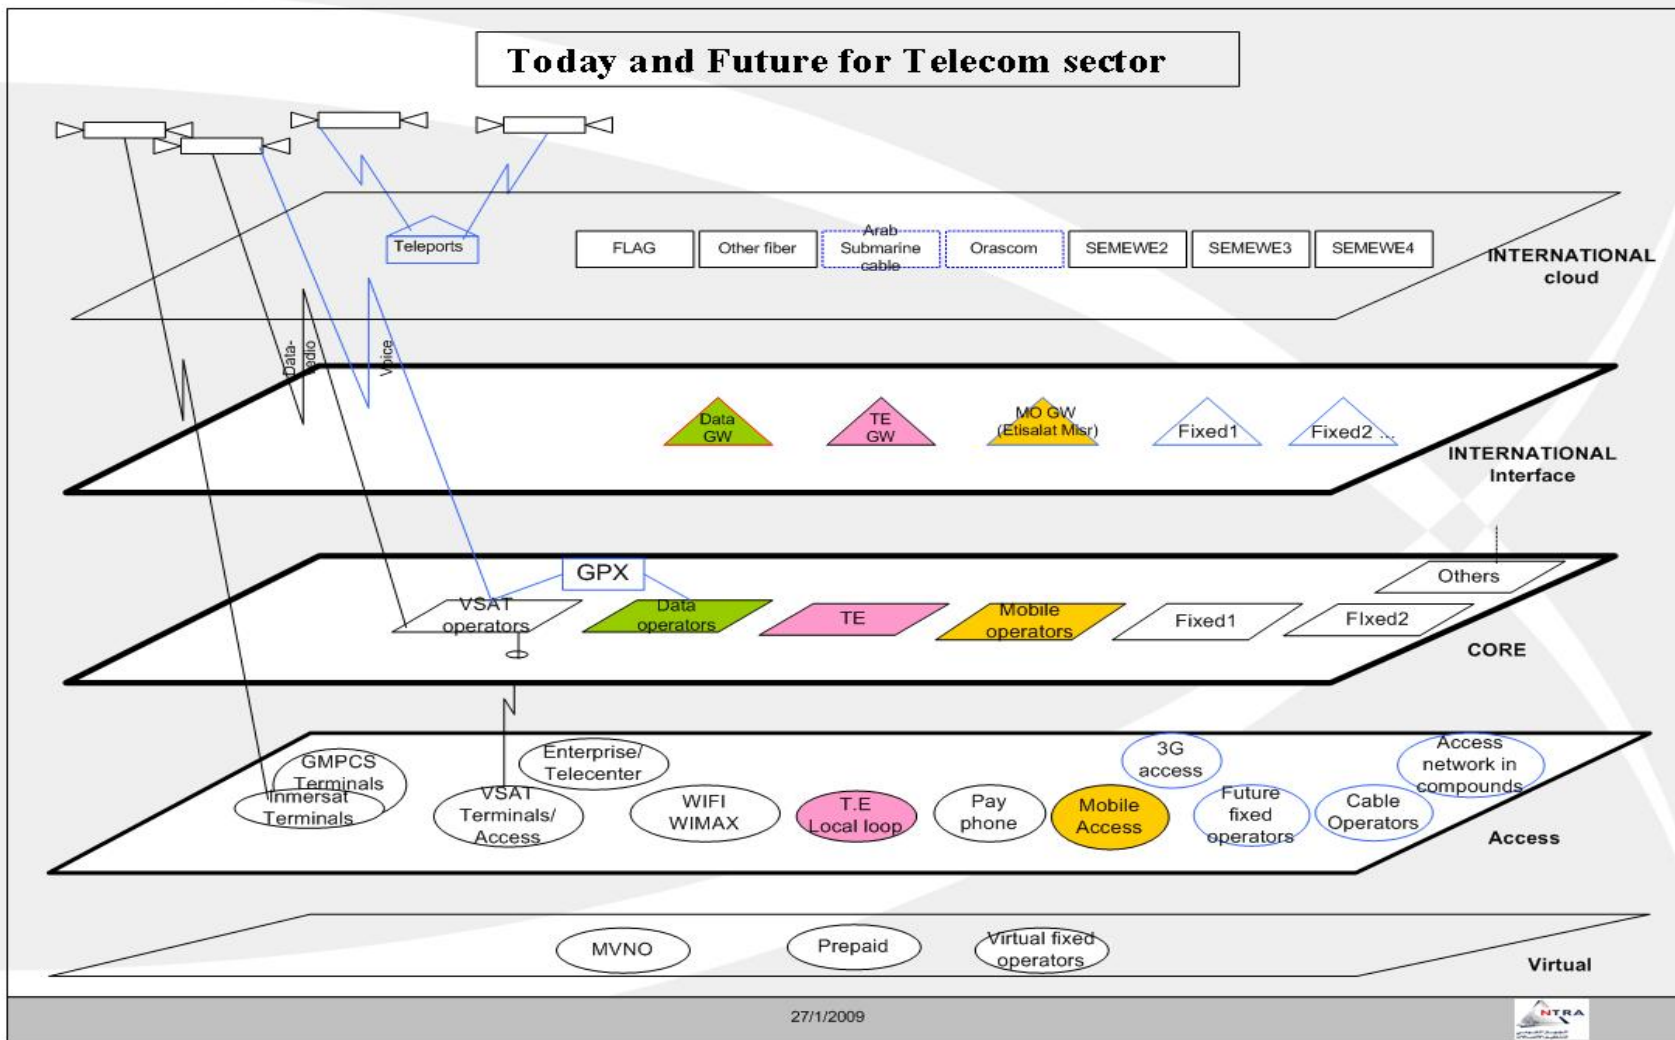 Today and Future for Telecom sector
Teleports
FLAG
Other fiber
Arab
Submarine
cable
Orascom
SEMEWE2
SEMEWE3
SEMEWE4
INTERNATIONAL
cloud
Data-
vedio
Voice
Data
GW
TE
GW
MO GW
(Etisalat Misr)
Fixed1
Fixed2 ...
INTERNATIONAL
Interface
GPX
Others
VSAT
operators
Data
operators
TE
Mobile
operators
Fixed1
FIxed2
CORE
GMPCS
Terminals
Inmersat
Terminals
Enterprise/
Telecenter
VSAT
Terminals/
Access
WIFI
WIMAX
T.E
Local loop
Pay
phone
Mobile
Access
3G
access
Future
fixed
operators
Cable
Operators
Access
network in
compounds
Access
MVNO
Prepaid
Virtual fixed
operators
Virtual
27/1/2009
NTRA